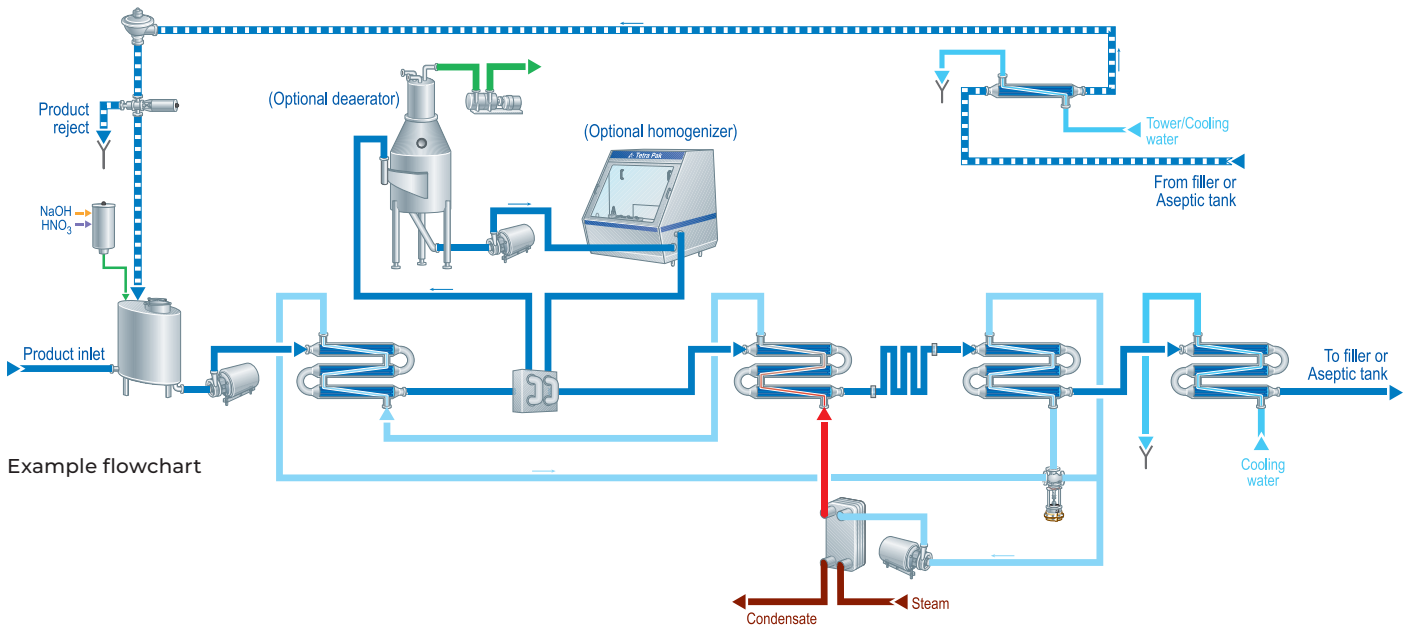 Product
reject
(Optional deaerator)
(Optional homogenizer)
Tetra Pak
Tower/Cooling
water
From filler or
Aseptic tank
NaOH
HNO3
Product inlet
To filler or
Aseptic tank
Example flowchart
Cooling
water
Steam
Condensate